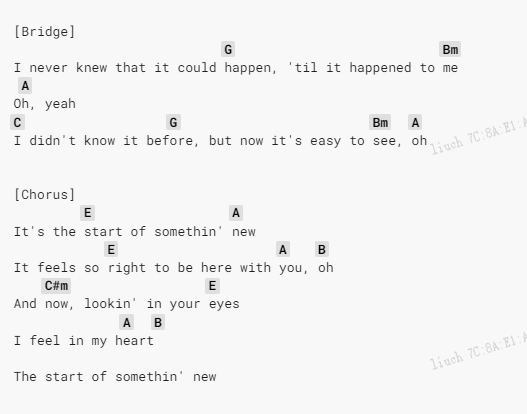 [Bridge]
G Bm
I never knew that it could happen, 'til it happened to me
A
Oh, yeah
C G Bm A
I didn't know it before, but now it's easy to see, oh
[Chorus]
E A
It's the start of somethin' new
E A B
It feels so right to be here with you, oh
C#m E
And now, lookin' in your eyes
A B
I feel in my heart
The start of somethin' new
liuch 7C:8A:E1:A
liuch 7C:8A:E1:A